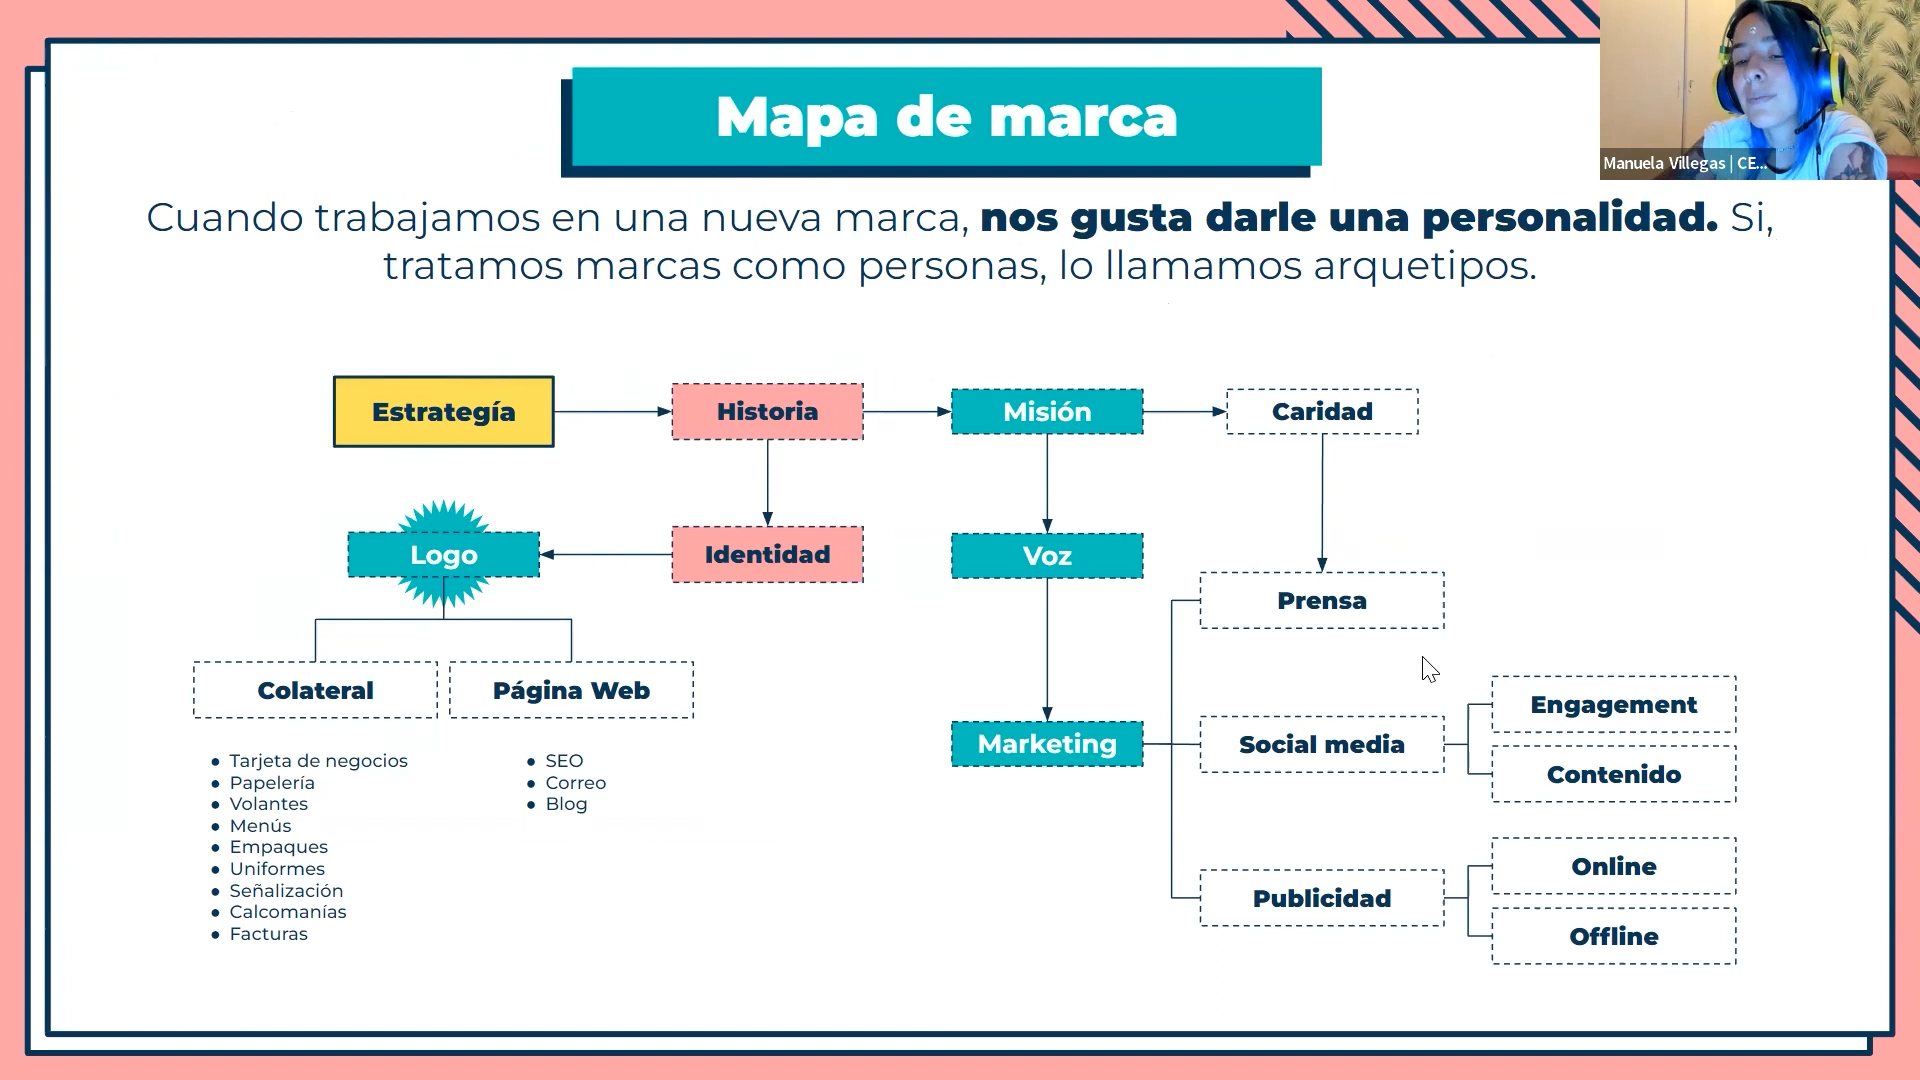 Mapa de marca
Manuela Villegas | CE...
Cuando trabajamos en una nueva marca, nos gusta darle una personalidad. Si,
tratamos marcas como personas, lo llamamos arquetipos.
Estrategía
Historia
Misión
Caridad
Logo
Identidad
Voz
Prensa
Colateral
Página Web
Marketing
Social media
Engagement
Contenido
Publicidad
Online
Offline
● Tarjeta de negocios
● Papelería
● Volantes
● Menús
● Empaques
● Uniformes
● Señalización
● Calcomanías
● Facturas
● SEO
● Correo
● Blog